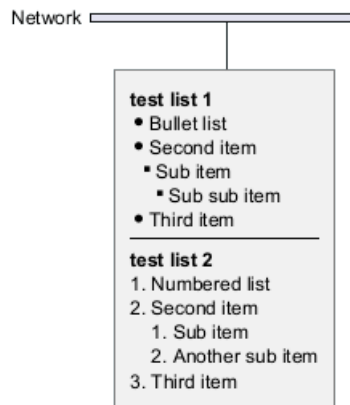 Network
test list 1
• Bullet list
• Second item
▪ Sub item
▪ Sub sub item
• Third item
test list 2
1. Numbered list
2. Second item
1. Sub item
2. Another sub item
3. Third item